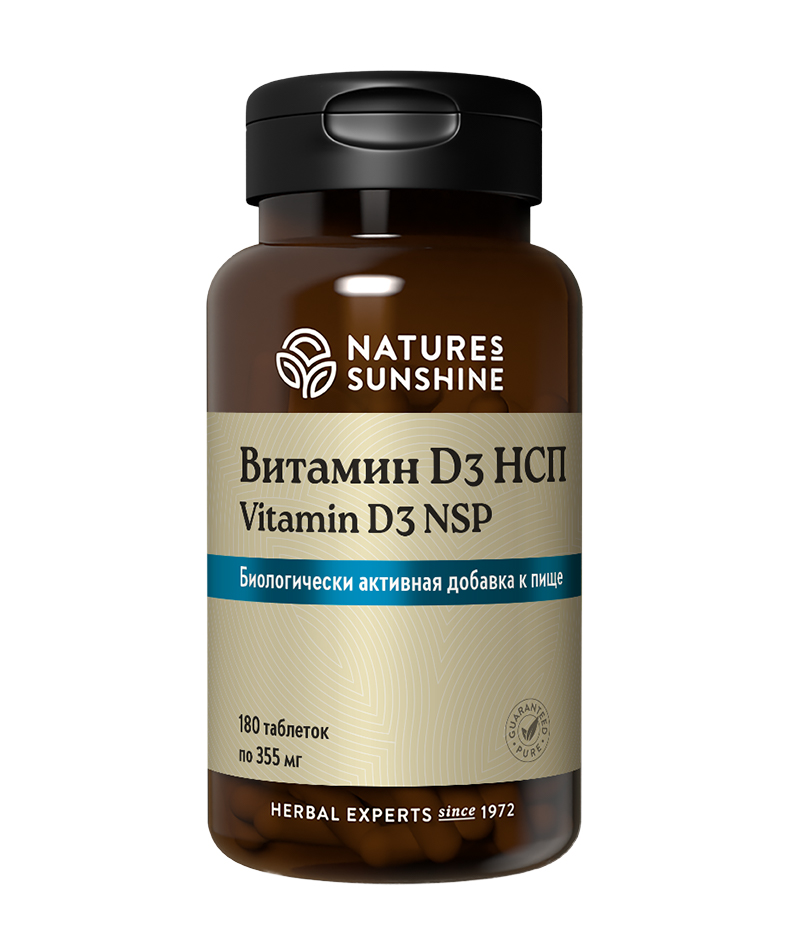 NATURES
SUNSHINE
Витамин D3 НСП
Vitamin D3 NSP
Биологически активная добавка к пище
180 таблеток
по 355 мг
GUARANTEED
PURE
HERBAL EXPERTS since 1972